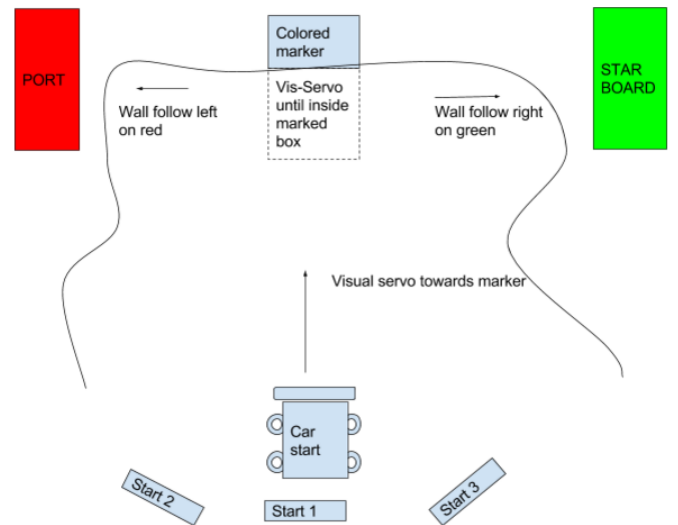 Colored
marker
PORT
STAR
BOARD
Vis-Servo
until inside
marked
box
Wall follow left
on red
Wall follow right
on green
Visual servo towards marker
Car
start
Start 2
Start 1
Start 3